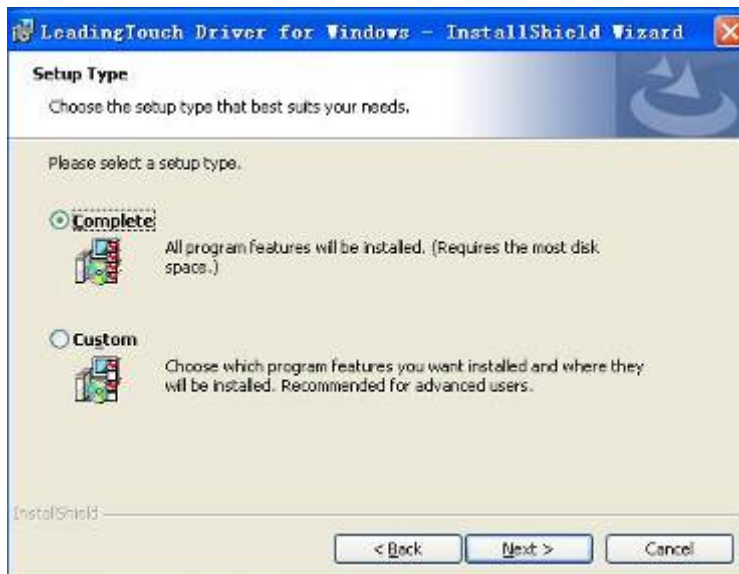 LeadingTouch Driver for Windows - InstallShield Wizard
Setup Type
Choose the setup type that best suits your needs.
Please select a setup type.
Complete
All program features will be installed. (Requires the most disk
space.)
Custom
Choose which program features you want installed and where they
will be installed. Recommended for advanced users.
InstallShield
< Back
Next >
Cancel